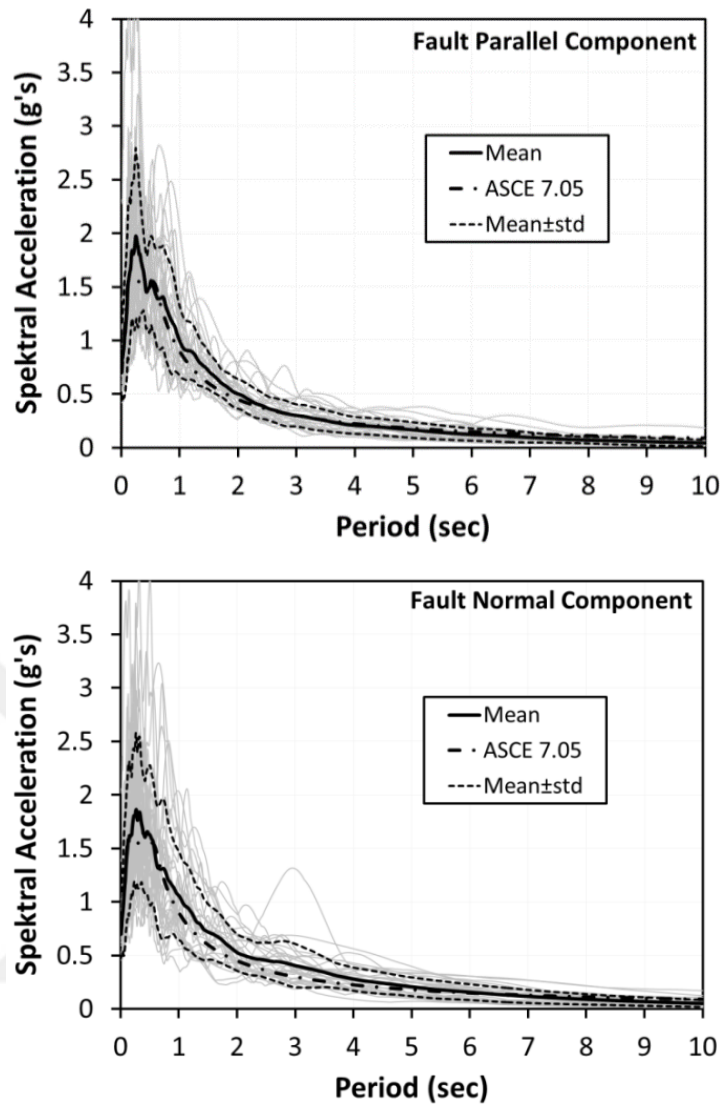 4
Fault Parallel Component
3.5
3
2.5
2
1.5
1
0.5
0
Spektral Acceleration (g's)
Mean
ASCE 7.05
Mean±std
0 1 2 3 4 5 6 7 8 9 10
Period (sec)
4
Fault Normal Component
3.5
3
2.5
2
1.5
1
0.5
0
Spektral Acceleration (g's)
Mean
ASCE 7.05
Mean±std
0 1 2 3 4 5 6 7 8 9 10
Period (sec)